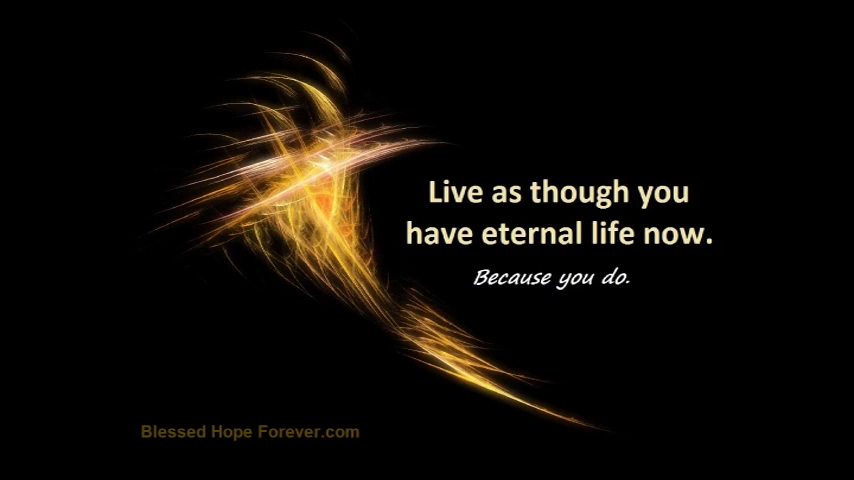 Live as though you
have eternal life now.
Because you do.
Blessed Hope Forever.com